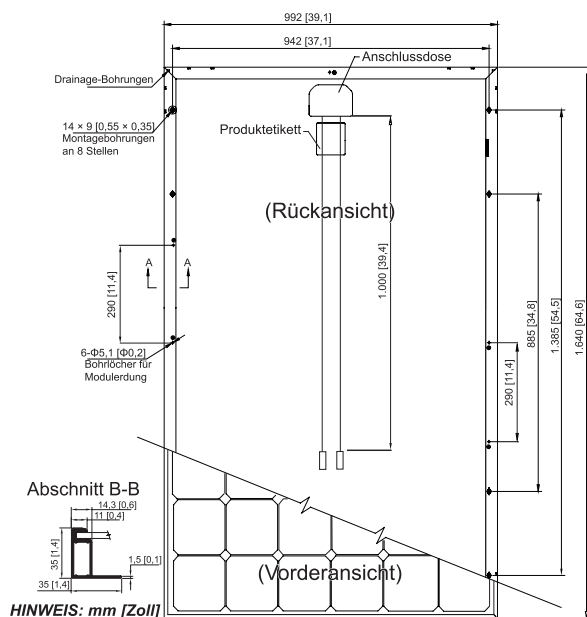 992 [39,1]
942 [37,1]
Anschlussdose
Drainage-Bohrungen
14 × 9 [0,55 × 0,35]
Montagebohrungen
an 8 Stellen
Produktetikett
(Rückansicht)
A A
290 [11,4]
1.000 [39,4]
885 [34,8]
1.385 [54,5]
1.640 [64,6]
290 [11,4]
6-Φ5,1 [Φ0,2]
Bohrlöcher für
Modulerdung
Abschnitt B-B
14,3 [0,6]
11 [0,4]
35 [1,4]
1,5 [0,1]
35 [1,4]
(Vorderansicht)
HINWEIS: mm [Zoll]